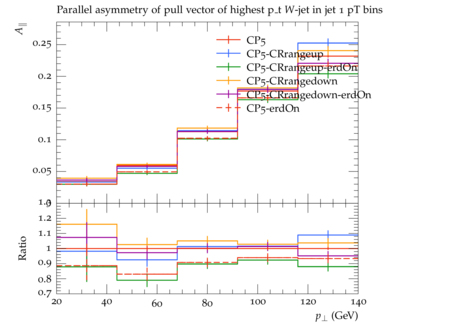 Parallel asymmetry of pull vector of highest p_t W-jet in jet 1 pT bins
A∥
0.25
0.2
0.15
0.1
0.05
CP5
CP5-CRrangeup
CP5-CRrangeup-erdOn
CP5-CRrangedown
CP5-CRrangedown-erdOn
CP5-erdOn
Ratio
1.2
1.1
1
0.9
0.8
0.7
20 40 60 80 100 120 140
p⊥ (GeV)